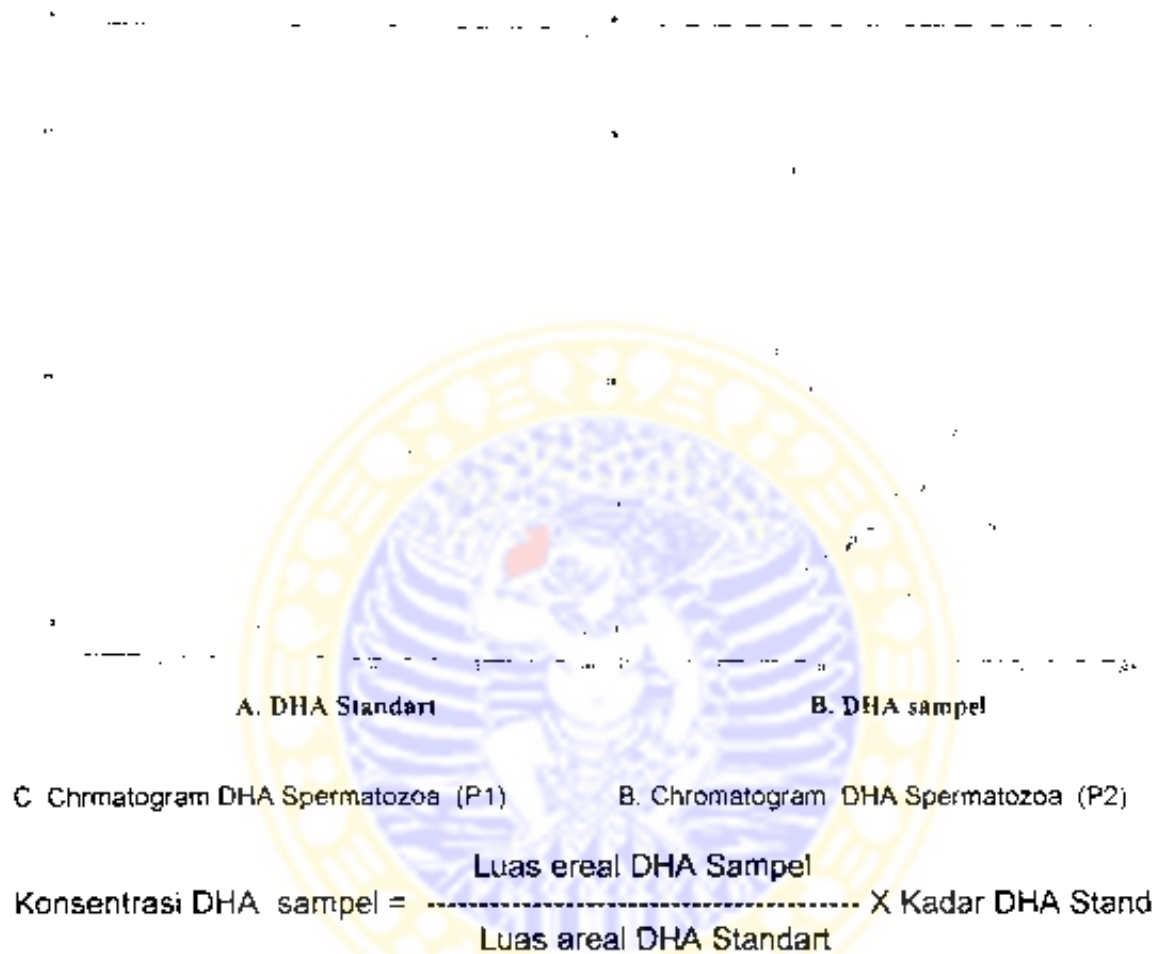 A. DHA Standart
B. DHA sampel
C Chrmatogram DHA Spermatozoa (P1)
B. Chromatogram DHA Spermatozoa (P2)
Luas ereal DHA Sampel
Konsentrasi DHA sampel = ---------------------------------------- X Kadar DHA Stand
Luas areal DHA Standart